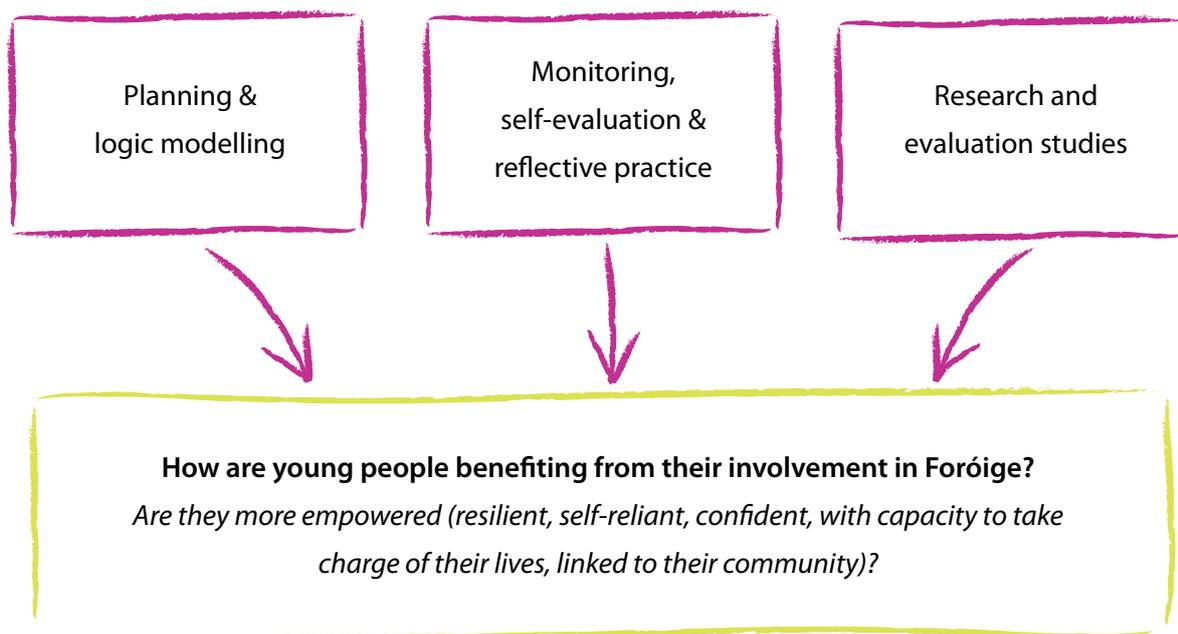 Planning &
logic modelling
Monitoring,
self-evaluation &
reflective practice
Research and
evaluation studies
How are young people benefiting from their involvement in Foróige?
Are they more empowered (resilient, self-reliant, confident, with capacity to take
charge of their lives, linked to their community)?